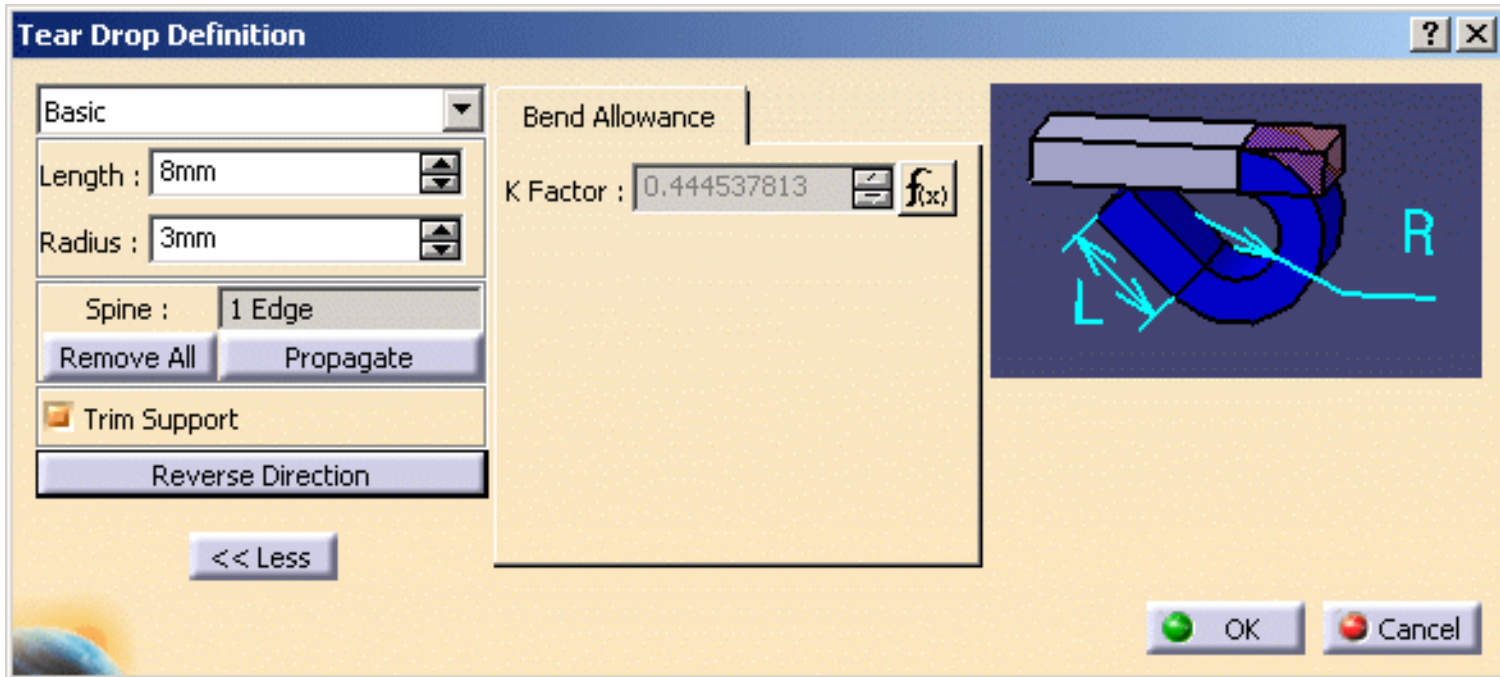 Tear Drop Definition
? X
Basic
Length : 8mm
Radius : 3mm
Spine : 1 Edge
Remove All Propagate
Trim Support
Reverse Direction
<< Less
Bend Allowance
K Factor : 0.444537813 f(x)
R
L
OK Cancel